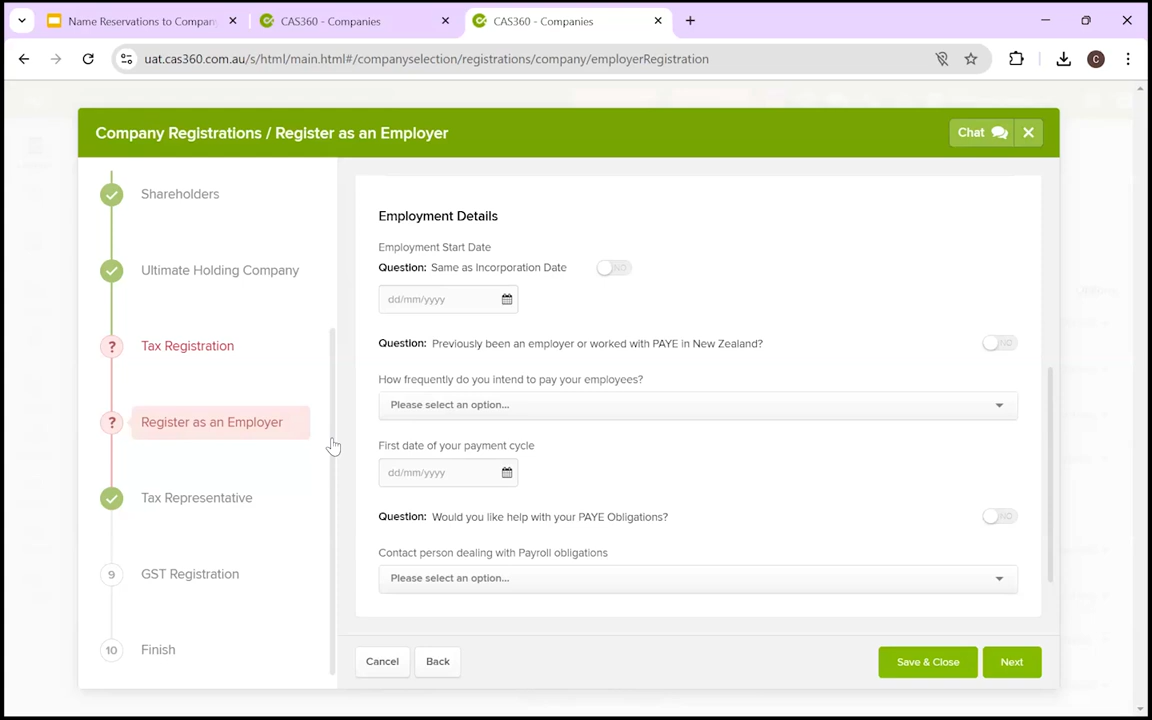 Name Reservations to Compan
CAS360 - Companies
CAS360 - Companies
uat.cas360.com.au/s/html/main.html#/companyselection/registrations/company/employerRegistration
C
Company Registrations / Register as an Employer
Chat
Shareholders
Ultimate Holding Company
? Tax Registration
? Register as an Employer
Tax Representative
9 GST Registration
10 Finish
Employment Details
Employment Start Date
Question: Same as Incorporation Date NO
dd/mm/yyyy
Question: Previously been an employer or worked with PAYE in New Zealand? NO
How frequently do you intend to pay your employees?
Please select an option...
First date of your payment cycle
dd/mm/yyyy
Question: Would you like help with your PAYE Obligations? NO
Contact person dealing with Payroll obligations
Please select an option...
Cancel
Back
Save & Close
Next